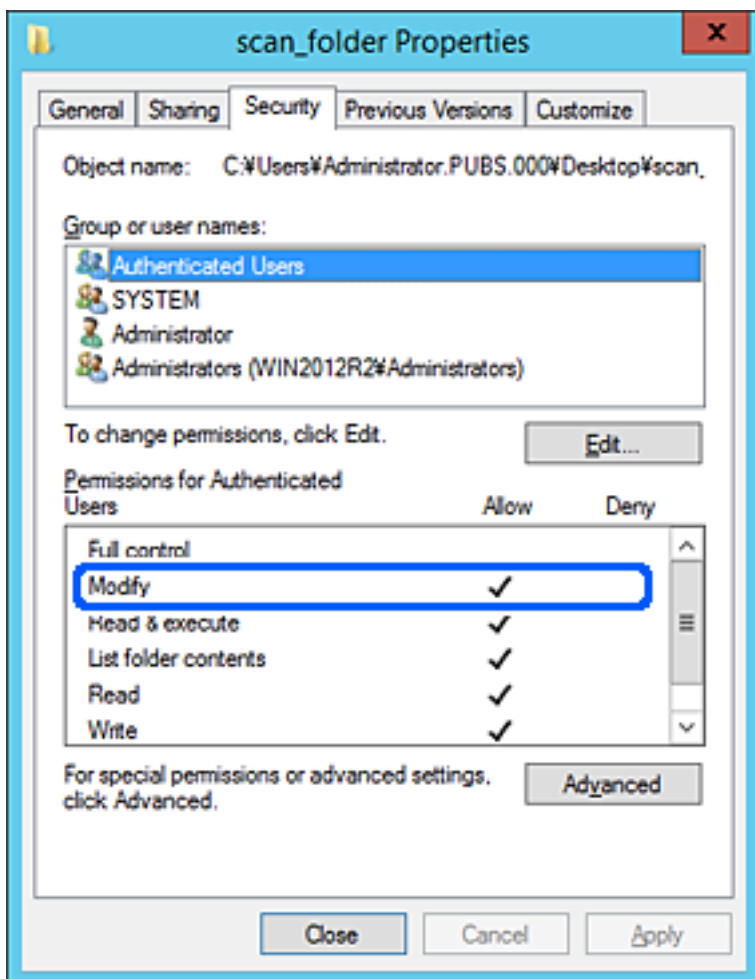 scan_folder Properties
x
General Sharing Security Previous Versions Customize
Object name: C:¥Users¥Administrator.PUBS.000¥Desktop¥scan_
Group or user names:
Authenticated Users
SYSTEM
Administrator
Administrators (WIN2012R2¥Administrators)
To change permissions, click Edit.
Edit...
Permissions for Authenticated
Users Allow Deny
Full control
Modify
Read & execute
List folder contents
Read
Write
For special permissions or advanced settings,
click Advanced.
Advanced
Close Cancel Apply